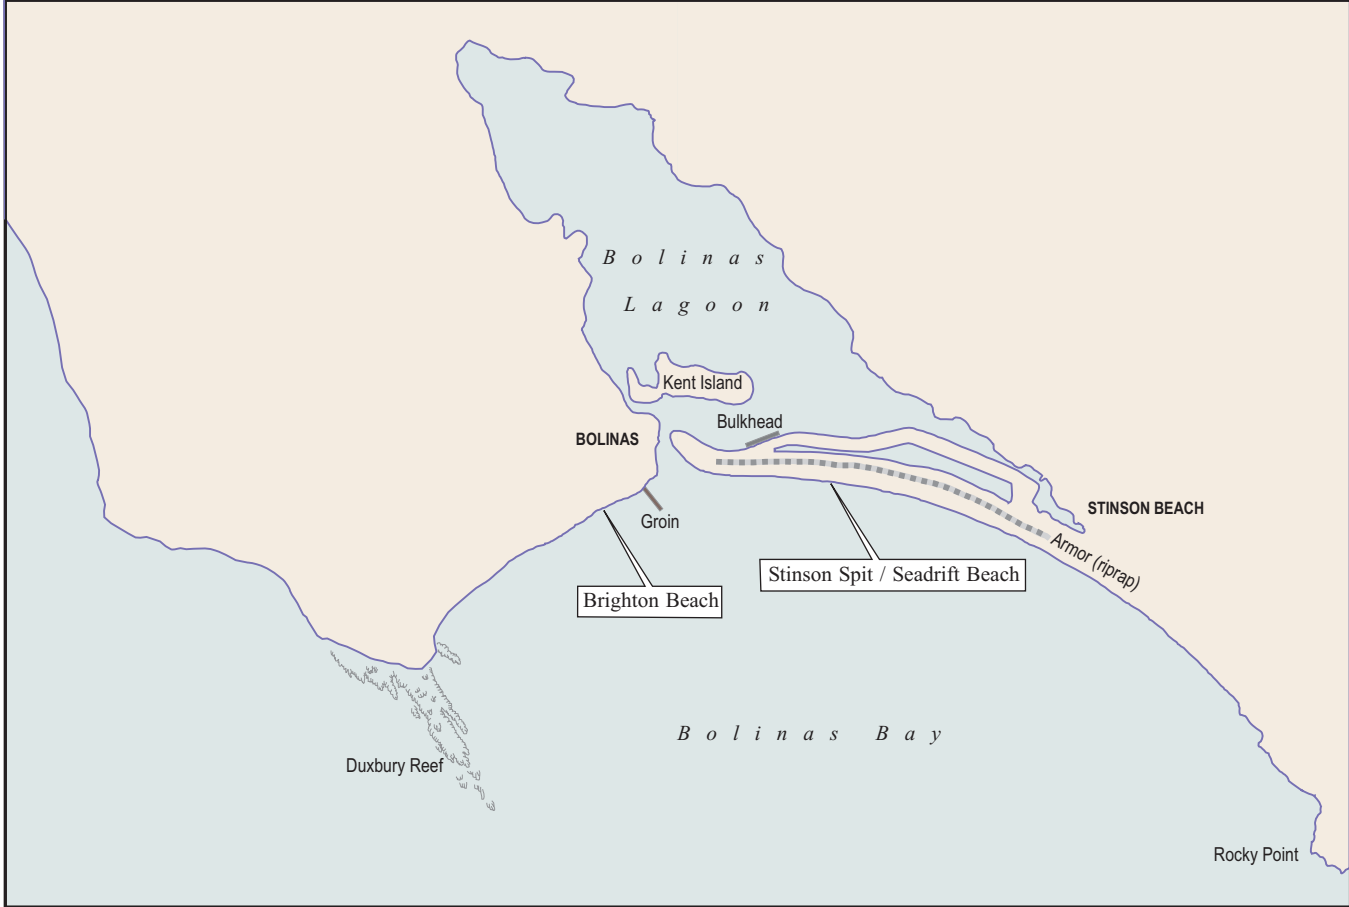 B o l i n a s
L a g o o n
Kent Island
Bulkhead
BOLINAS
STINSON BEACH
Groin
Armor (riprap)
Stinson Spit / Seadrift Beach
Brighton Beach
B o l i n a s B a y
Duxbury Reef
Rocky Point